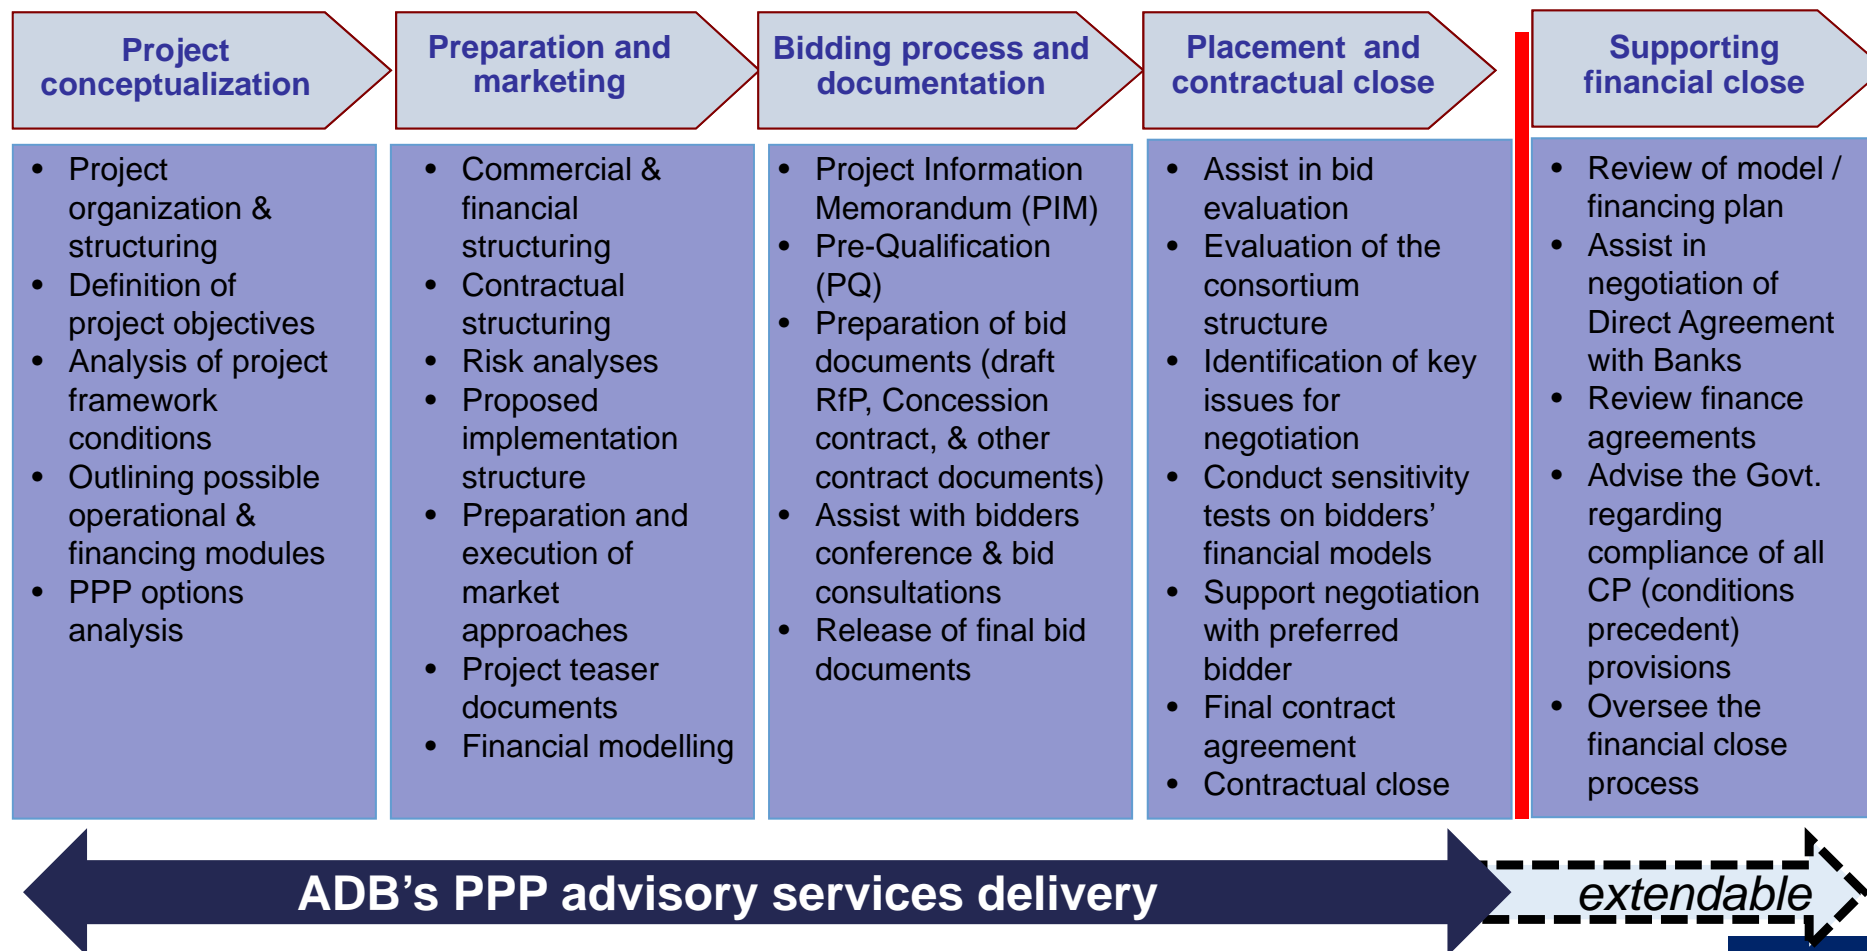 Project
conceptualization
Preparation and
marketing
Bidding process and
documentation
Placement and
contractual close
Supporting
financial close
• Project
organization &
structuring
• Definition of
project objectives
• Analysis of project
framework
conditions
• Outlining possible
operational &
financing modules
• PPP options
analysis
• Commercial &
financial
structuring
• Contractual
structuring
• Risk analyses
• Proposed
implementation
structure
• Preparation and
execution of
market
approaches
• Project teaser
documents
• Financial modelling
• Project Information
Memorandum (PIM)
• Pre-Qualification
(PQ)
• Preparation of bid
documents (draft
RfP, Concession
contract, & other
contract documents)
• Assist with bidders
conference & bid
consultations
• Release of final bid
documents
• Assist in bid
evaluation
• Evaluation of the
consortium
structure
• Identification of key
issues for
negotiation
• Conduct sensitivity
tests on bidders’
financial models
• Support negotiation
with preferred
bidder
• Final contract
agreement
• Contractual close
• Review of model /
financing plan
• Assist in
negotiation of
Direct Agreement
with Banks
• Review finance
agreements
• Advise the Govt.
regarding
compliance of all
CP (conditions
precedent)
provisions
• Oversee the
financial close
process
ADB’s PPP advisory services delivery
extendable